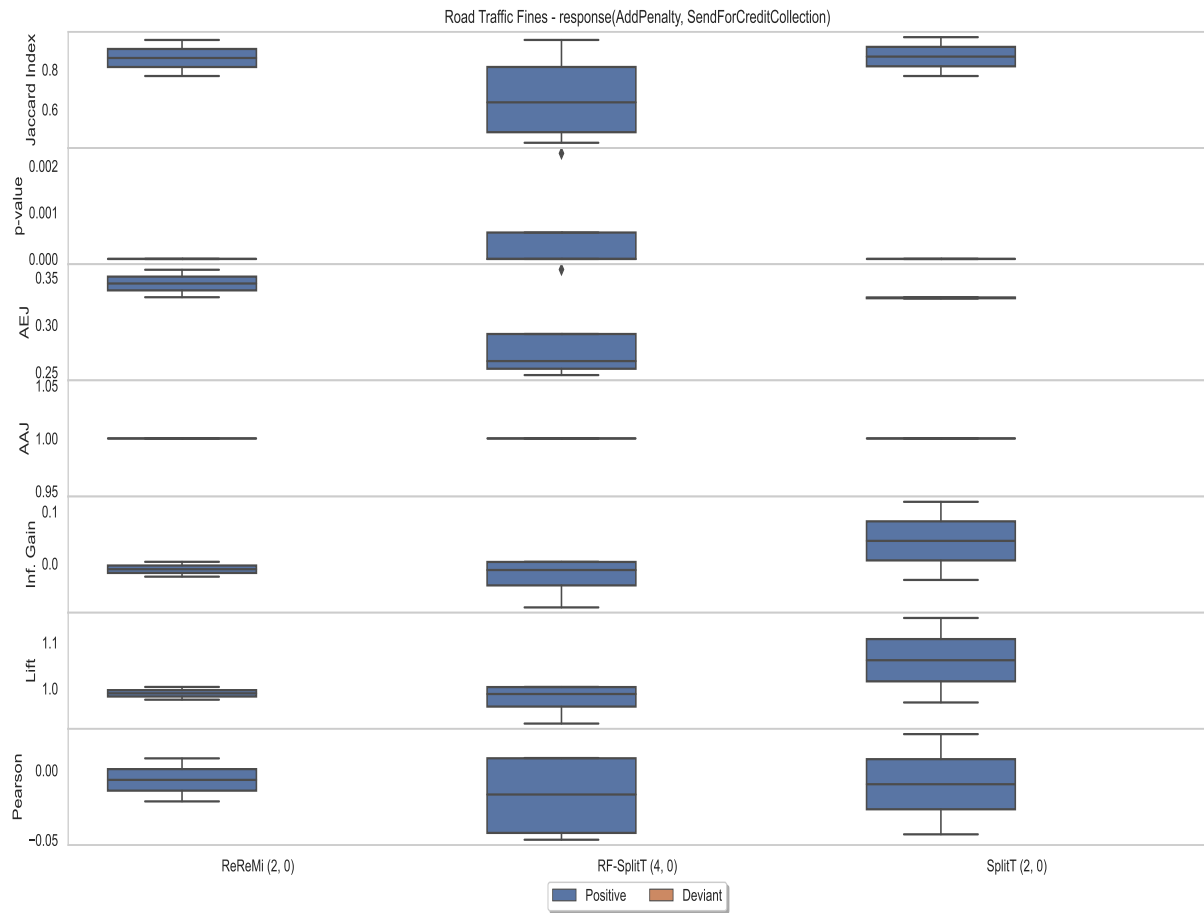 Road Traffic Fines - response(AddPenalty, SendForCreditCollection)
Jaccard Index
0.8
0.6
p-value
0.002
0.001
0.000
AEJ
0.35
0.30
0.25
AAJ
1.05
1.00
0.95
Inf. Gain
0.1
0.0
Lift
1.1
1.0
Pearson
0.00
−0.05
ReReMi (2, 0) RF-SplitT (4, 0) SplitT (2, 0)
Positive Deviant